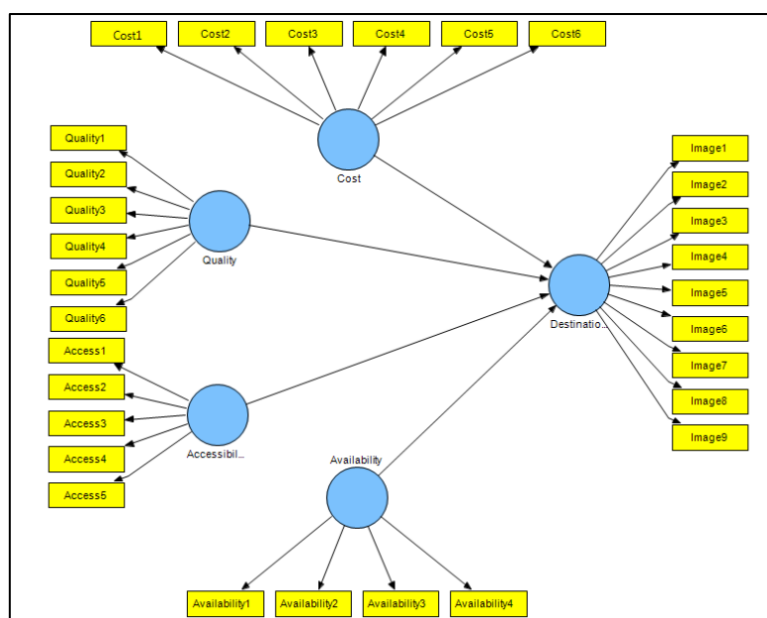 Cost1 Cost2 Cost3 Cost4 Cost5 Cost6
Cost
Quality1
Quality2
Quality3
Quality4
Quality5
Quality6
Quality
Access1
Access2
Access3
Access4
Access5
Accessibil...
Availability
Availability1 Availability2 Availability3 Availability4
Destinatio...
Image1
Image2
Image3
Image4
Image5
Image6
Image7
Image8
Image9